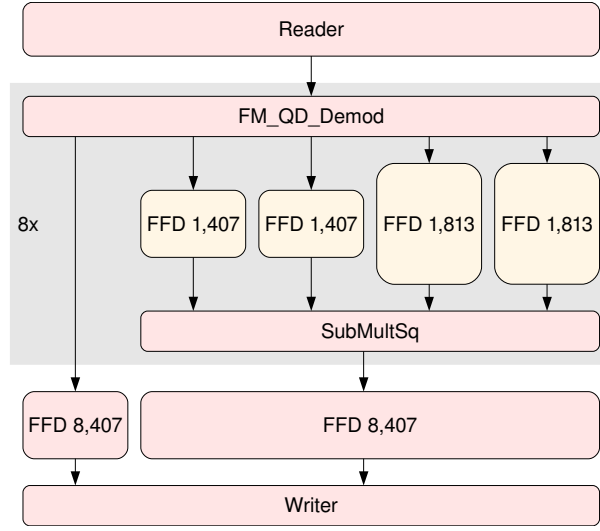 Reader
FM_QD_Demod
8x
FFD 1,407
FFD 1,407
FFD 1,813
FFD 1,813
SubMultSq
FFD 8,407
FFD 8,407
Writer